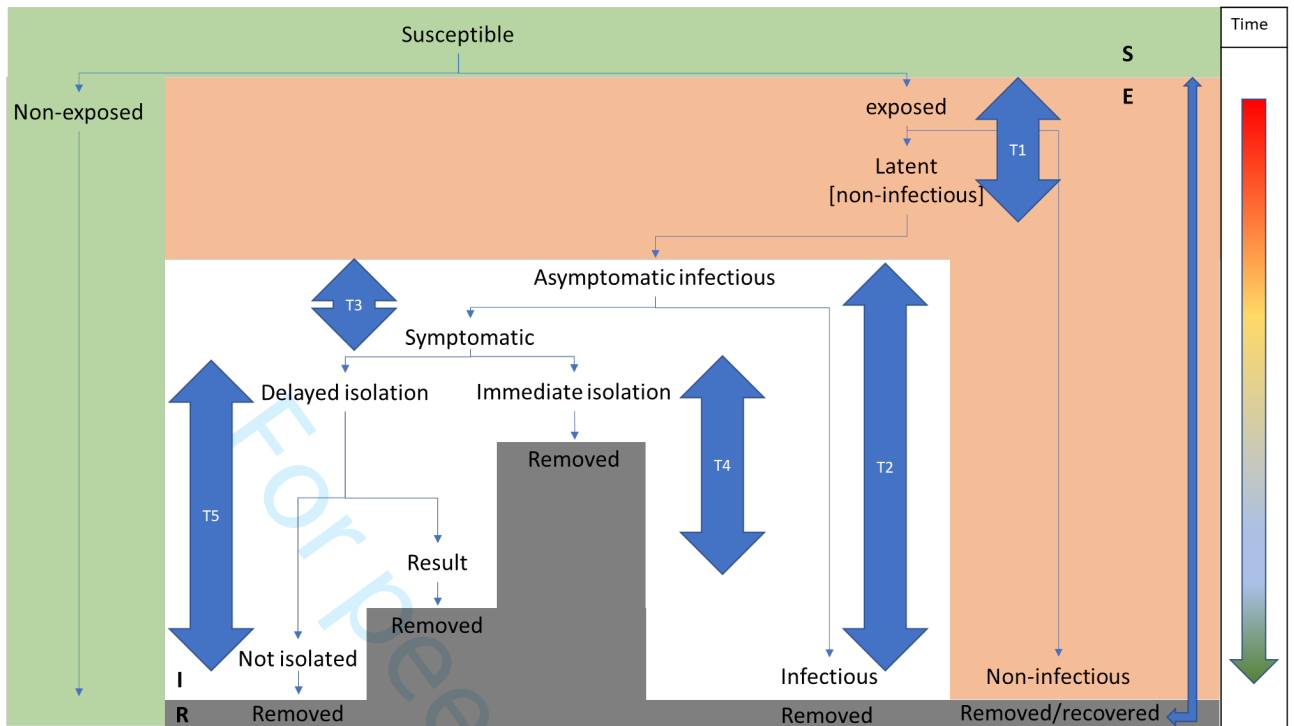 Time
Susceptible
S
E
Non-exposed
exposed
T1
Latent
[non-infectious]
Asymptomatic infectious
T3
Symptomatic
Delayed isolation
Immediate isolation
Removed
T4
T2
T5
Result
Removed
Not isolated
Infectious
Non-infectious
I
R
Removed
Removed
Removed/recovered
For pee